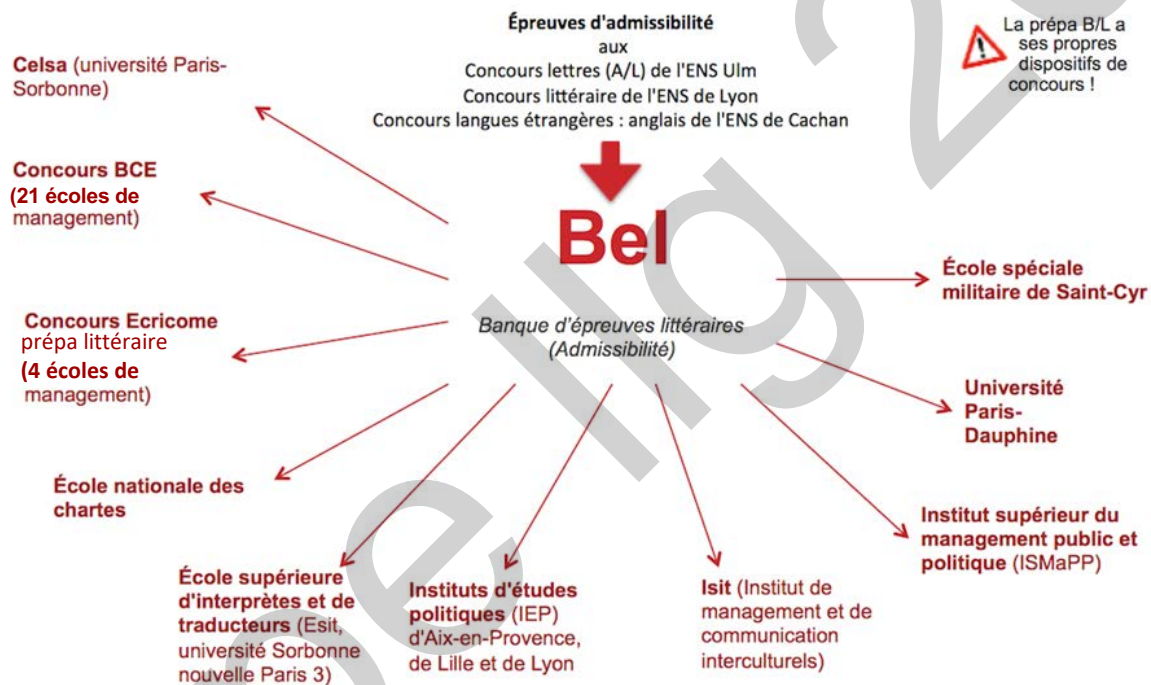 Épreuves d'admissibilité
aux
Concours lettres (A/L) de l'ENS Ulm
Concours littéraire de l'ENS de Lyon
Concours langues étrangères : anglais de l'ENS de Cachan
La prépa B/L a
ses propres
dispositifs de
concours !
Celsa (université Paris-
Sorbonne)
Concours BCE
(21 écoles de
management)
Concours Ecricome
prépa littéraire
(4 écoles de
management)
Bel
Banque d'épreuves littéraires
(Admissibilité)
École spéciale
militaire de Saint-Cyr
Université
Paris-
Dauphine
École nationale des
chartes
Institut supérieur du
management public et
politique (ISMaPP)
École supérieure
d'interprètes et de
traducteurs (Esit,
université Sorbonne
nouvelle Paris 3)
Instituts d'études
politiques (IEP)
d'Aix-en-Provence,
de Lille et de Lyon
Isit (Institut de
management et de
communication
interculturels)